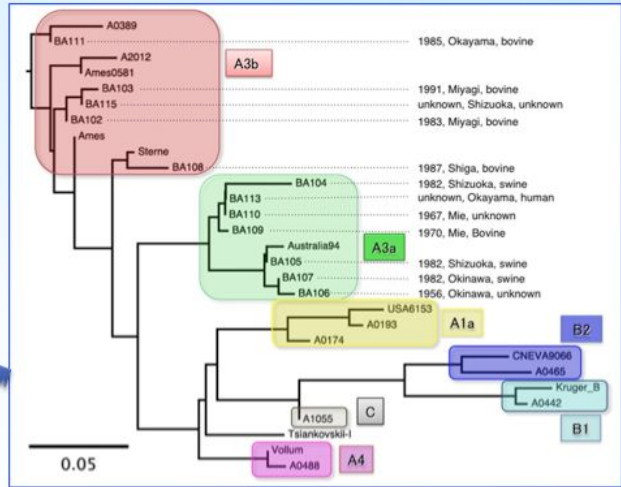 A0389
BA111 1985, Okayama, bovine
A2012
A3b
Ames0581
BA103 1991, Miyagi, bovine
BA115 unknown, Shizuoka, unknown
BA102 1983, Miyagi, bovine
Ames
Sterne
BA108 1987, Shiga, bovine
BA104 1982, Shizuoka, swine
BA113 unknown, Okayama, human
BA110 1967, Mie, unknown
BA109 1970, Mie, Bovine
Australia94
A3a
BA105 1982, Shizuoka, swine
BA107 1982, Okinawa, swine
BA106 1956, Okinawa, unknown
USA6153
A0193 A1a
A0174
B2
CNEVA9066
A0465
Kruger_B
A0442
A1055 C
B1
Tsiankovskii-I
Vollum
A4
A0488
0.05